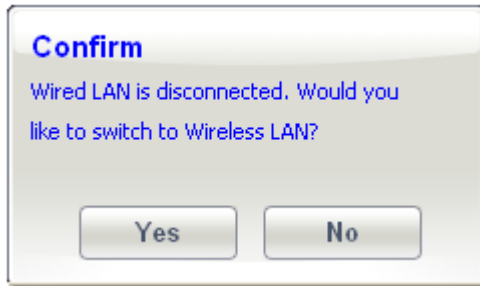 Confirm
Wired LAN is disconnected. Would you
like to switch to Wireless LAN?
Yes No